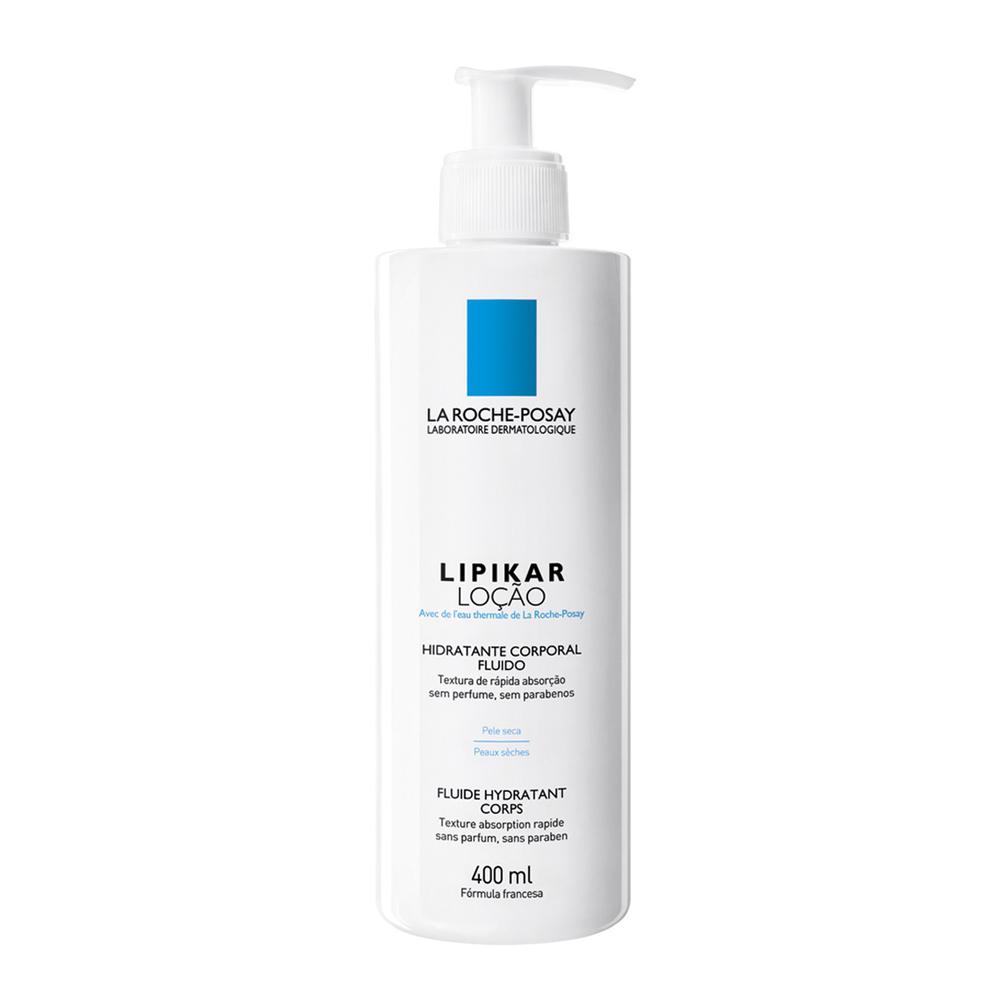 LA ROCHE-POSAY
LABORATOIRE DERMATOLOGIQUE
LIPIKAR
LOÇÃO
Avec de l'eau thermale de La Roche-Posay
HIDRATANTE CORPORAL
FLUIDO
Textura de rápida absorção
sem perfume, sem parabenos
Pele seca
Peaux sèches
FLUIDE HYDRATANT
CORPS
Texture absorption rapide
sans parfum, sans paraben
400 ml
Fórmula francesa